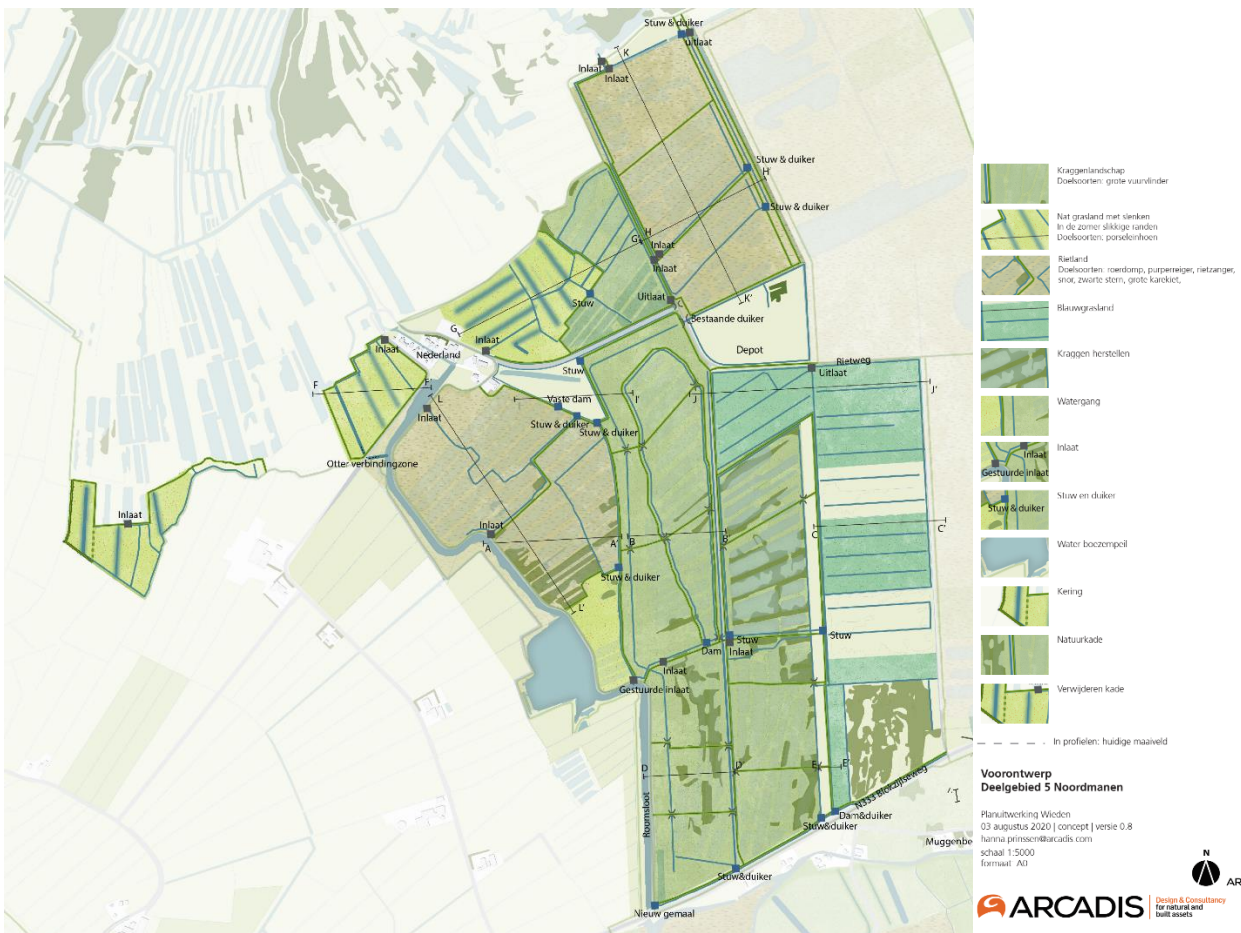 Stuw & duiker
uitlaat
K
Inlaat
Inlaat
Stuw & duiker
H'
Stuw & duiker
G'
H
Inlaat
Inlaat
Stuw
Uitlaat
C
K'
Bestaande duiker
G
Inlaat
Inlaat
Nederland
Depot
Rietweg
Uitlaat
Stuw
F
F'
L
Inlaat
Vaste dam
I'
J
J'
Stuw & duiker
Stuw & duiker
Otter verbindingzone
Inlaat
Inlaat
A
A'
B
B'
C
C'
Stuw & duiker
L'
Stuw
Stuw
Dam
Inlaat
Inlaat
Gestuurde inlaat
D
D'
E
E'
Roomsloot
N333 Blokzijlseweg
Dam&duiker
Stuw&duiker
Muggenbe
Stuw&duiker
Nieuw gemaal
Kraggenlandschap
Doelsoorten: grote vuurvlinder
Nat grasland met slenken
In de zomer slikkige randen
Doelsoorten: porseleinhoen
Rietland
Doelsoorten: roerdomp, purperreiger, rietzanger,
snor, zwarte stern, grote karekiet,
Blauwgrasland
Kraggen herstellen
Watergang
Inlaat
Gestuurde inlaat
Inlaat
Stuw & duiker
Stuw en duiker
Water boezempeil
Kering
Natuurkade
Verwijderen kade
In profielen: huidige maaiveld
Voorontwerp
Deelgebied 5 Noordmanen
Planuitwerking Wieden
03 augustus 2020 | concept | versie 0.8
hanna.prinssen@arcadis.com
schaal 1:5000
formaat A0
N
AR
ARCADIS
Design & Consultancy
for natural and
built assets